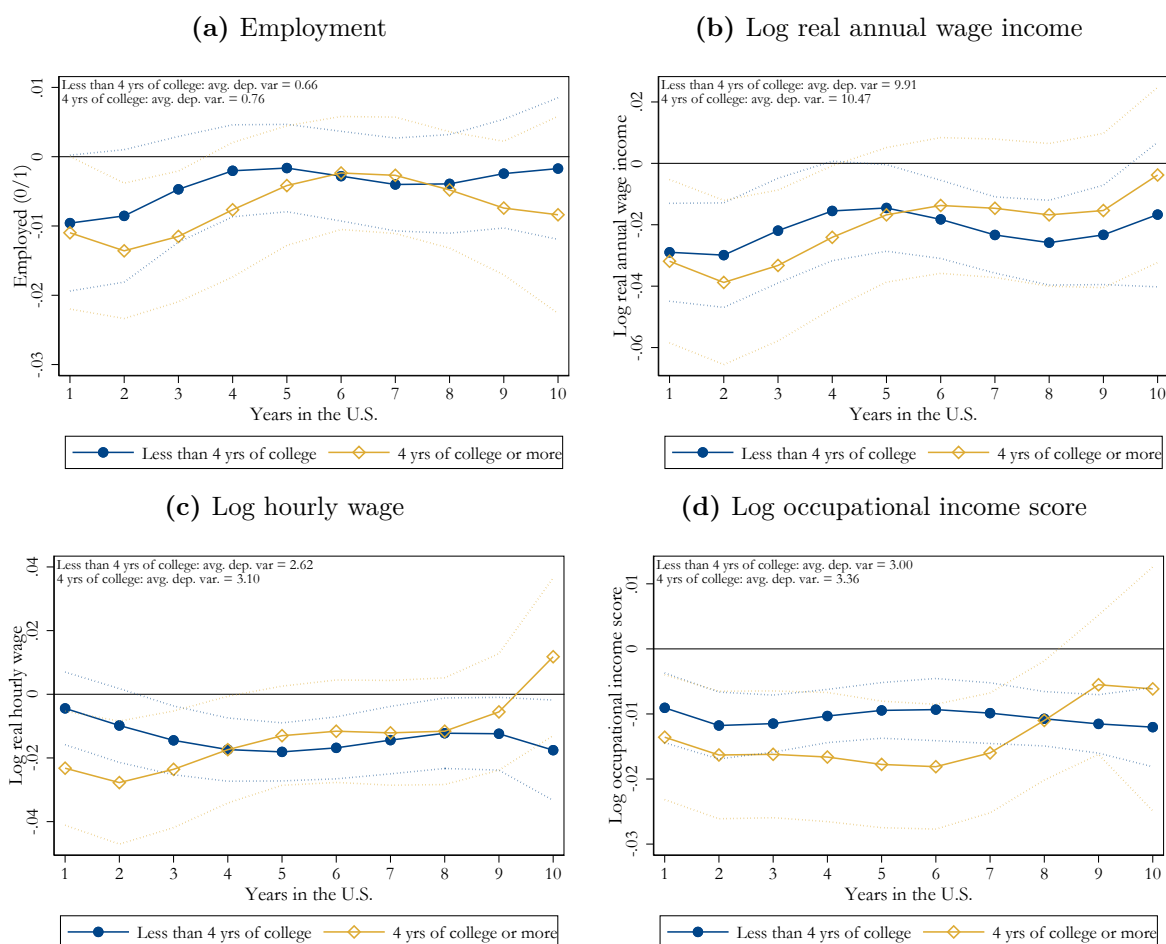 (a) Employment
Less than 4 yrs of college: avg. dep. var = 0.66
4 yrs of college: avg. dep. var. = 0.76
Employed (0/1)
.01
0
-.01
-.02
-.03
1 2 3 4 5 6 7 8 9 10
Years in the U.S.
Less than 4 yrs of college 4 yrs of college or more
(b) Log real annual wage income
Less than 4 yrs of college: avg. dep. var = 9.91
4 yrs of college: avg. dep. var. = 10.47
Log real annual wage income
.02
0
-.02
-.04
-.06
1 2 3 4 5 6 7 8 9 10
Years in the U.S.
Less than 4 yrs of college 4 yrs of college or more
(c) Log hourly wage
Less than 4 yrs of college: avg. dep. var = 2.62
4 yrs of college: avg. dep. var. = 3.10
Log real hourly wage
.04
.02
0
-.02
-.04
1 2 3 4 5 6 7 8 9 10
Years in the U.S.
Less than 4 yrs of college 4 yrs of college or more
(d) Log occupational income score
Less than 4 yrs of college: avg. dep. var = 3.00
4 yrs of college: avg. dep. var. = 3.36
Log occupational income score
.01
0
-.01
-.02
-.03
1 2 3 4 5 6 7 8 9 10
Years in the U.S.
Less than 4 yrs of college 4 yrs of college or more